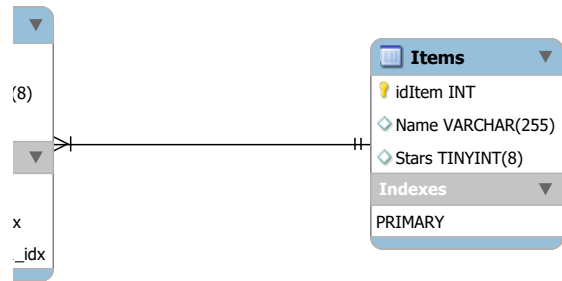 (8)
x
_idx
Items
idItem INT
Name VARCHAR(255)
Stars TINYINT(8)
Indexes
PRIMARY